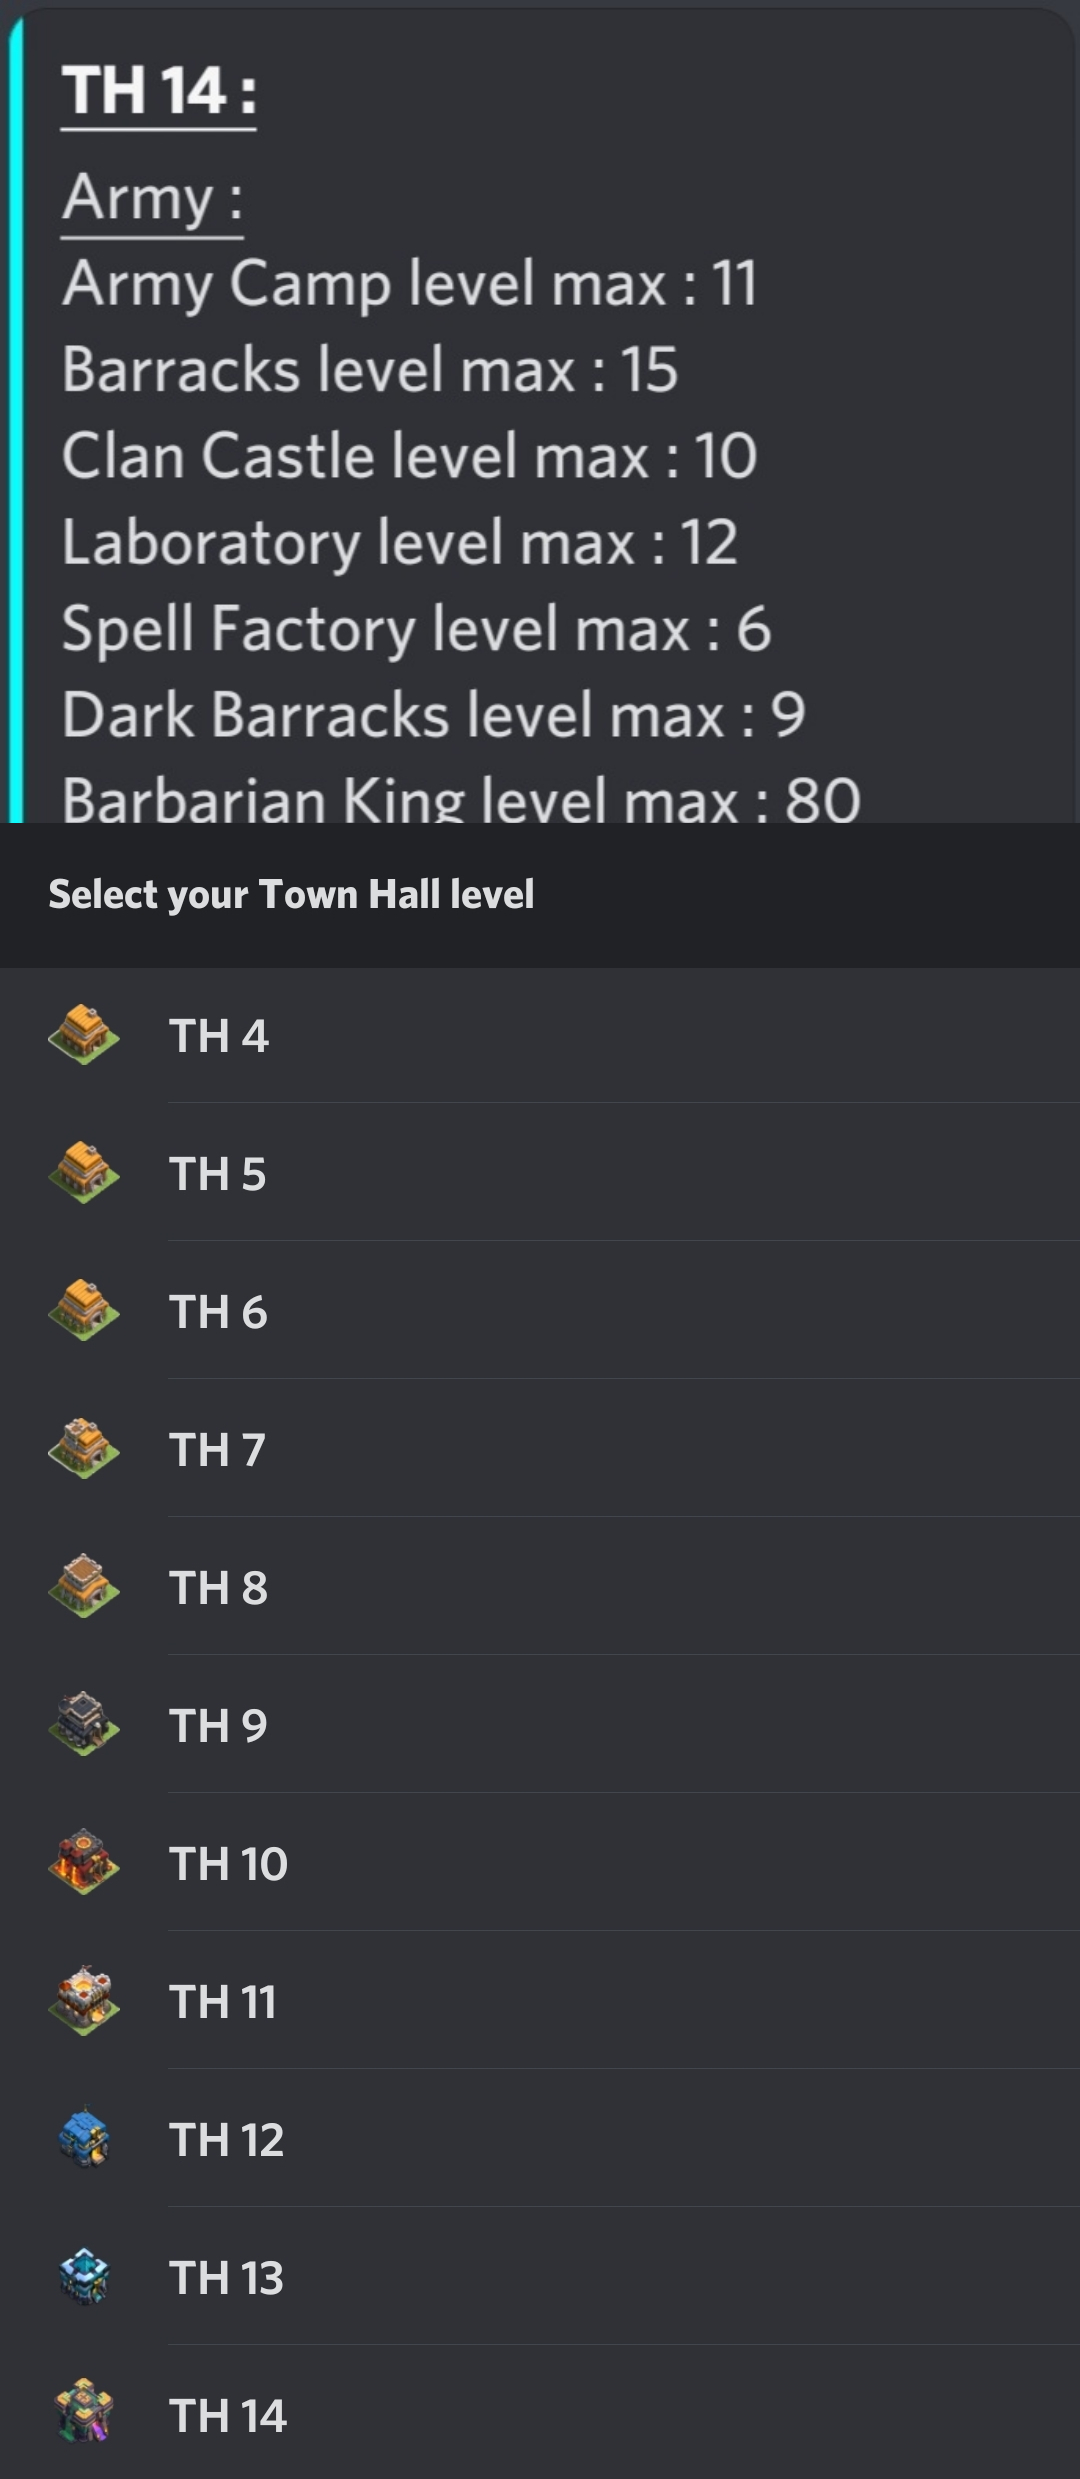 TH 14 :
Army :
Army Camp level max : 11
Barracks level max : 15
Clan Castle level max : 10
Laboratory level max : 12
Spell Factory level max : 6
Dark Barracks level max : 9
Barbarian King level max : 80
Select your Town Hall level
TH 4
TH 5
TH 6
TH 7
TH 8
TH 9
TH 10
TH 11
TH 12
TH 13
TH 14